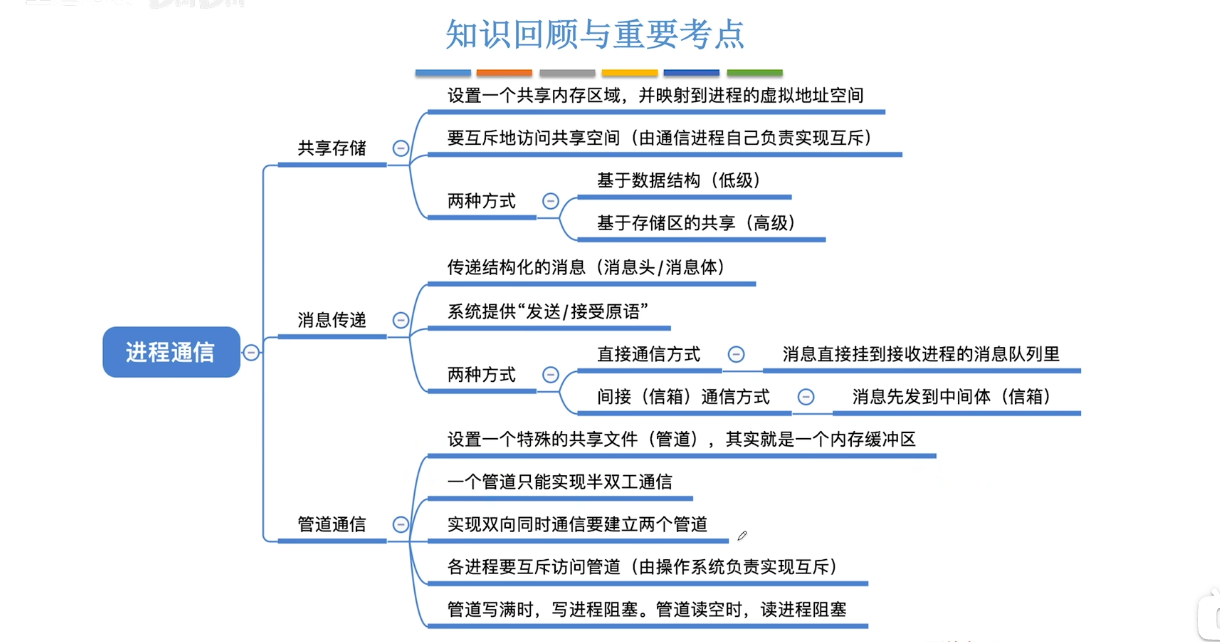 知识回顾与重要考点
进程通信
共享存储
设置一个共享内存区域，并映射到进程的虚拟地址空间
要互斥地访问共享空间（由通信进程自己负责实现互斥）
两种方式
基于数据结构（低级）
基于存储区的共享（高级）
消息传递
传递结构化的消息（消息头/消息体）
系统提供“发送/接受原语”
两种方式
直接通信方式
消息直接挂到接收进程的消息队列里
间接（信箱）通信方式
消息先发到中间体（信箱）
管道通信
设置一个特殊的共享文件（管道），其实就是一个内存缓冲区
一个管道只能实现半双工通信
实现双向同时通信要建立两个管道
各进程要互斥访问管道（由操作系统负责实现互斥）
管道写满时，写进程阻塞。管道读空时，读进程阻塞